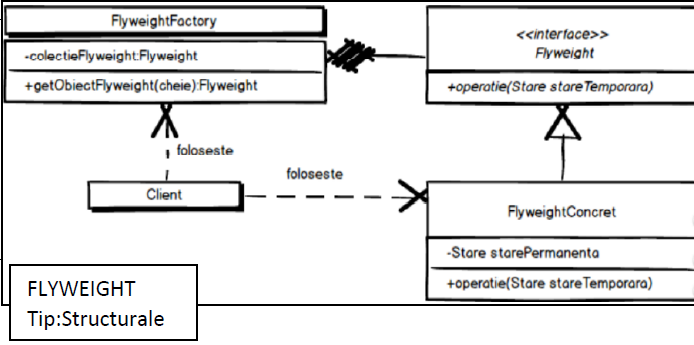 FlyweightFactory
-colectieFlyweight:Flyweight
+getObiectFlyweight(cheie):Flyweight
<<interface>>
Flyweight
+operatie(Stare stareTemporara)
foloseste
Client
foloseste
FlyweightConcret
-Stare starePermanenta
+operatie(Stare stareTemporara)
FLYWEIGHT
Tip:Structurale